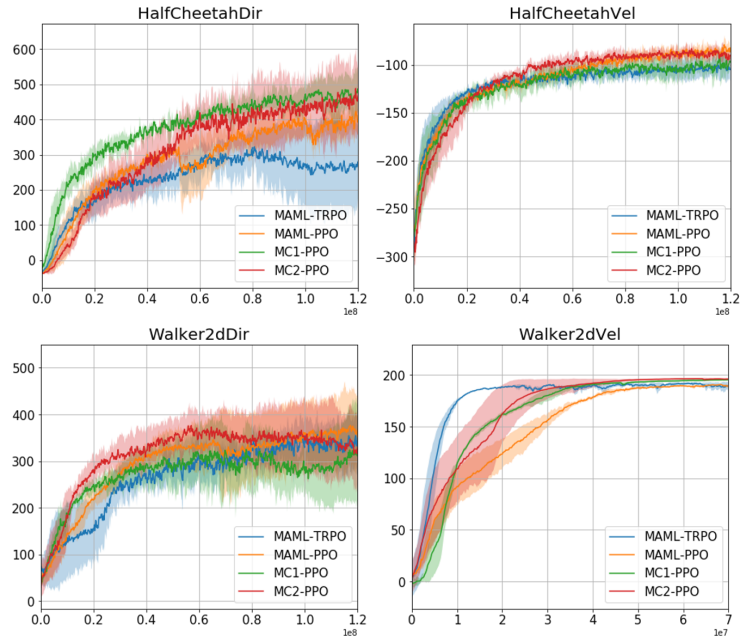 HalfCheetahDir
600
500
400
300
200
100
0
0.0 0.2 0.4 0.6 0.8 1.0 1.2
1e8
MAML-TRPO
MAML-PPO
MC1-PPO
MC2-PPO
HalfCheetahVel
−100
−150
−200
−250
−300
0.0 0.2 0.4 0.6 0.8 1.0 1.2
1e8
MAML-TRPO
MAML-PPO
MC1-PPO
MC2-PPO
Walker2dDir
500
400
300
200
100
0
0.0 0.2 0.4 0.6 0.8 1.0 1.2
1e8
MAML-TRPO
MAML-PPO
MC1-PPO
MC2-PPO
Walker2dVel
200
150
100
50
0
0 1 2 3 4 5 6 7
1e7
MAML-TRPO
MAML-PPO
MC1-PPO
MC2-PPO